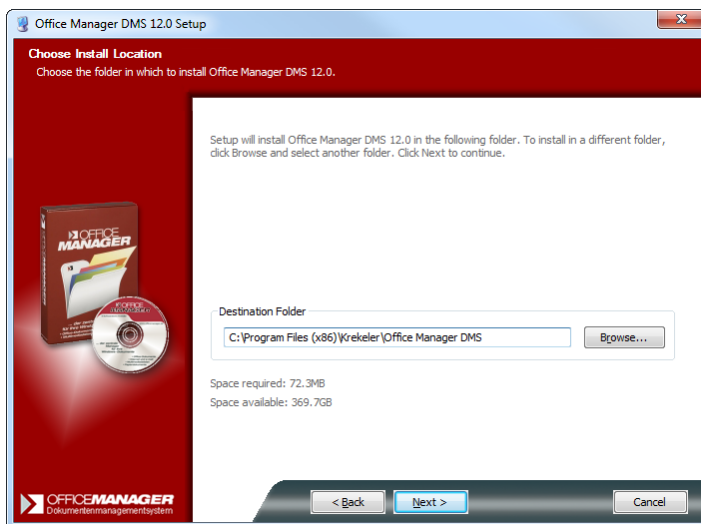 Office Manager DMS 12.0 Setup
Choose Install Location
Choose the folder in which to install Office Manager DMS 12.0.
Setup will install Office Manager DMS 12.0 in the following folder. To install in a different folder,
click Browse and select another folder. Click Next to continue.
OFFICE
MANAGER
Destination Folder
C:\Program Files (x86)\Krekeler\Office Manager DMS
Browse...
Space required: 72.3MB
Space available: 369.7GB
OFFICEMANAGER
Dokumentenmanagementsystem
< Back
Next >
Cancel